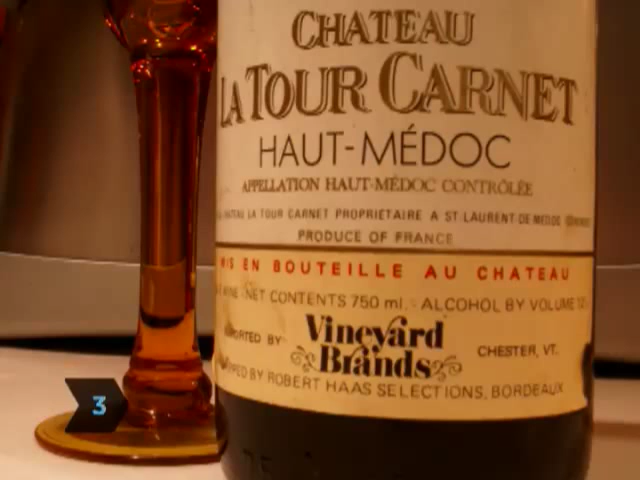 CHATEAU
LA TOUR CARNET
HAUT-MÉDOC
APPELLATION HAUT-MÉDOC CONTRÔLÉE
LA TOUR CARNET PROPRIETAIRE A ST LAURENT-DE-MEDOC
PRODUCE OF FRANCE
MIS EN BOUTEILLE AU CHATEAU
WINE - NET CONTENTS 750 ml. - ALCOHOL BY VOLUME
BY Vineyard Brands CHESTER, VT.
BY ROBERT HAAS SELECTIONS, BORDEAUX
3